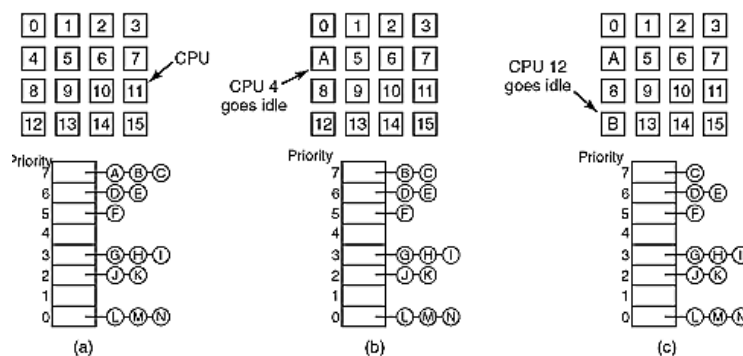 0 1 2 3
4 5 6 7
CPU
8 9 10 11
12 13 14 15
Priority
7 A B C
6 D E
5 F
4
3 G H I
2 J K
1
0 L M N
(a)
0 1 2 3
A 5 6 7
CPU 4
goes idle
8 9 10 11
12 13 14 15
Priority
7 B C
6 D E
5 F
4
3 G H I
2 J K
1
0 L M N
(b)
0 1 2 3
A 5 6 7
CPU 12
goes idle
8 9 10 11
B 13 14 15
Priority
7 C
6 D E
5 F
4
3 G H I
2 J K
1
0 L M N
(c)